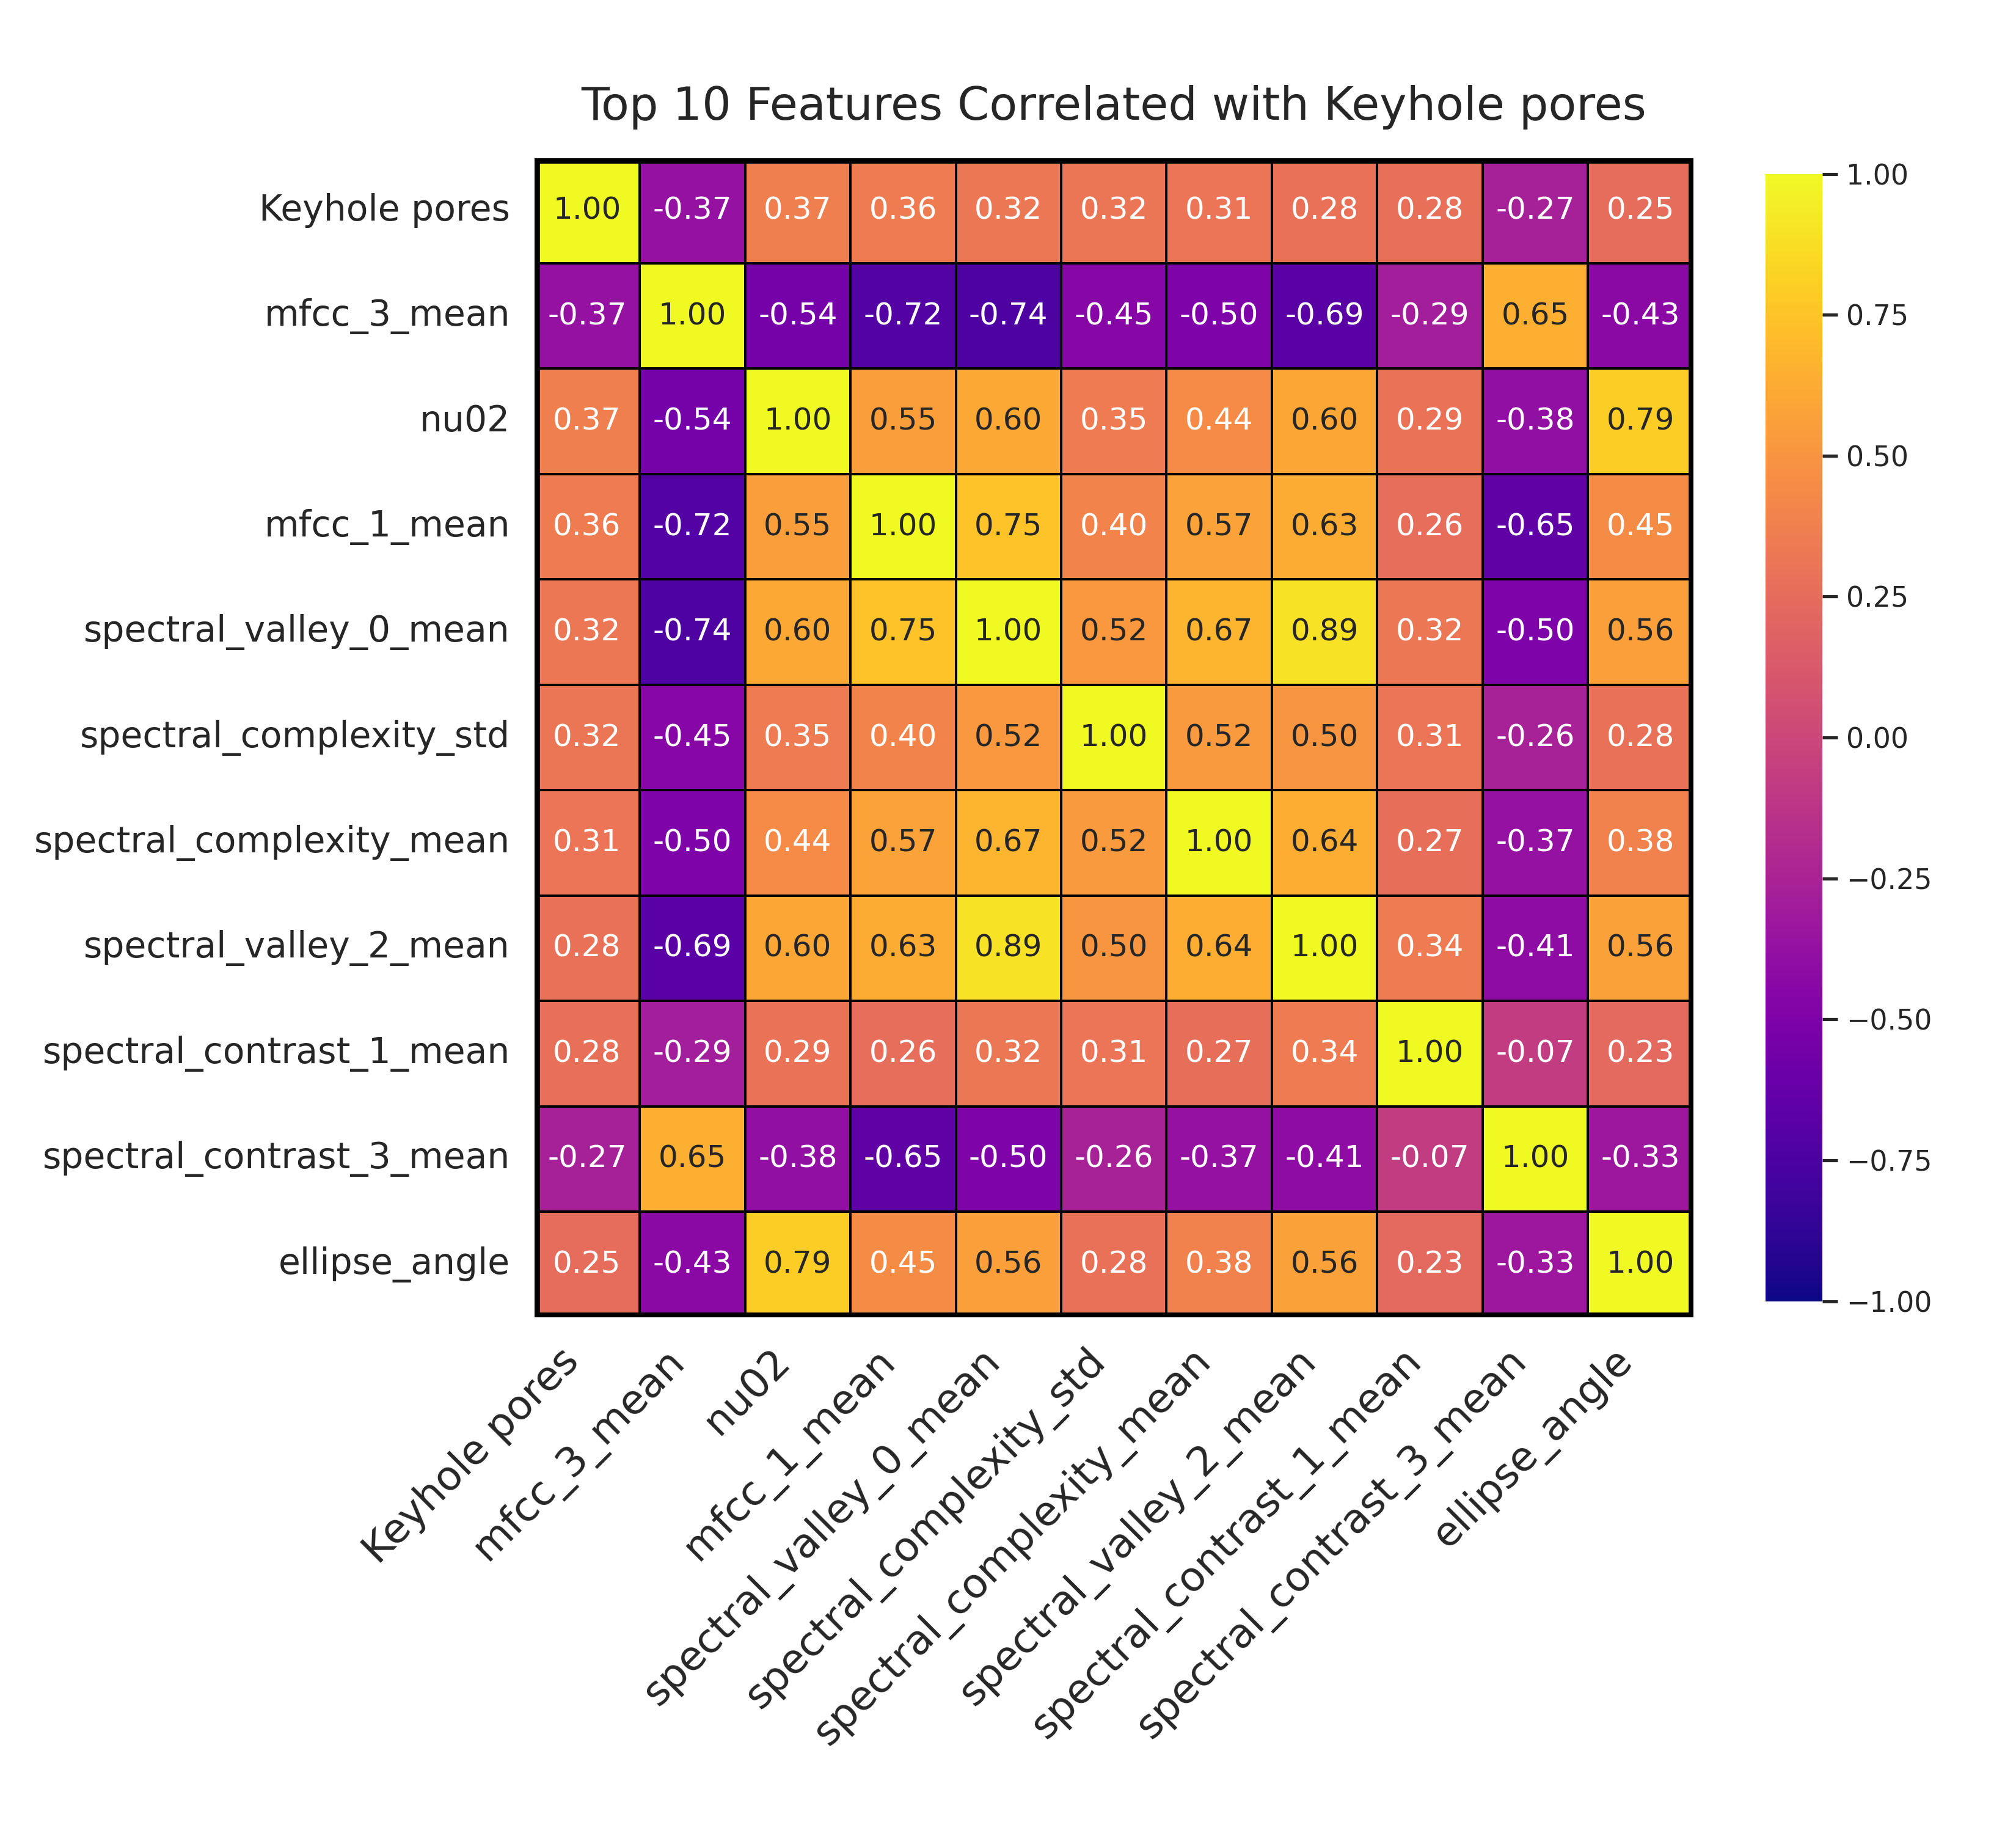 Top 10 Features Correlated with Keyhole pores
Keyhole pores 1.00 -0.37 0.37 0.36 0.32 0.32 0.31 0.28 0.28 -0.27 0.25
mfcc_3_mean -0.37 1.00 -0.54 -0.72 -0.74 -0.45 -0.50 -0.69 -0.29 0.65 -0.43
nu02 0.37 -0.54 1.00 0.55 0.60 0.35 0.44 0.60 0.29 -0.38 0.79
mfcc_1_mean 0.36 -0.72 0.55 1.00 0.75 0.40 0.57 0.63 0.26 -0.65 0.45
spectral_valley_0_mean 0.32 -0.74 0.60 0.75 1.00 0.52 0.67 0.89 0.32 -0.50 0.56
spectral_complexity_std 0.32 -0.45 0.35 0.40 0.52 1.00 0.52 0.50 0.31 -0.26 0.28
spectral_complexity_mean 0.31 -0.50 0.44 0.57 0.67 0.52 1.00 0.64 0.27 -0.37 0.38
spectral_valley_2_mean 0.28 -0.69 0.60 0.63 0.89 0.50 0.64 1.00 0.34 -0.41 0.56
spectral_contrast_1_mean 0.28 -0.29 0.29 0.26 0.32 0.31 0.27 0.34 1.00 -0.07 0.23
spectral_contrast_3_mean -0.27 0.65 -0.38 -0.65 -0.50 -0.26 -0.37 -0.41 -0.07 1.00 -0.33
ellipse_angle 0.25 -0.43 0.79 0.45 0.56 0.28 0.38 0.56 0.23 -0.33 1.00
Keyhole pores
mfcc_3_mean
nu02
mfcc_1_mean
spectral_valley_0_mean
spectral_complexity_std
spectral_complexity_mean
spectral_valley_2_mean
spectral_contrast_1_mean
spectral_contrast_3_mean
ellipse_angle
1.00
0.75
0.50
0.25
0.00
−0.25
−0.50
−0.75
−1.00